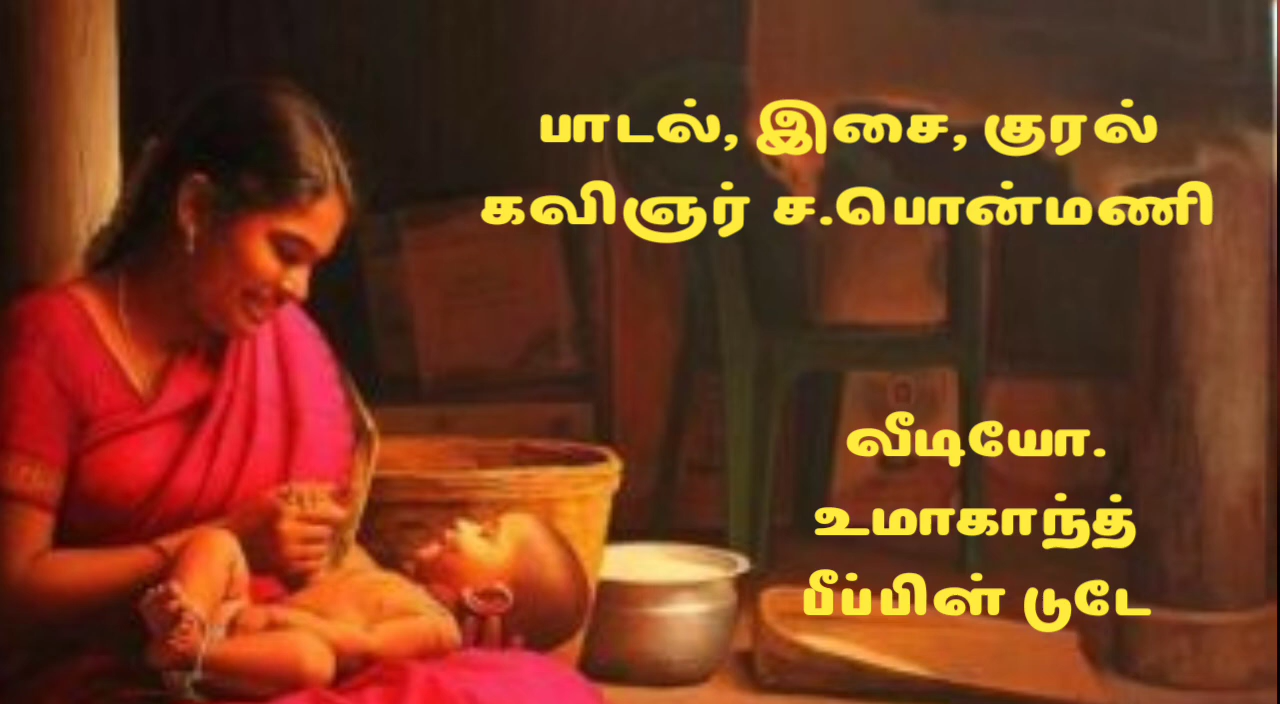 பாடல், இசை, குரல்
கவிஞர் ச.பொன்மணி
வீடியோ.
உமாகாந்த்
பீப்பிள் டுடே